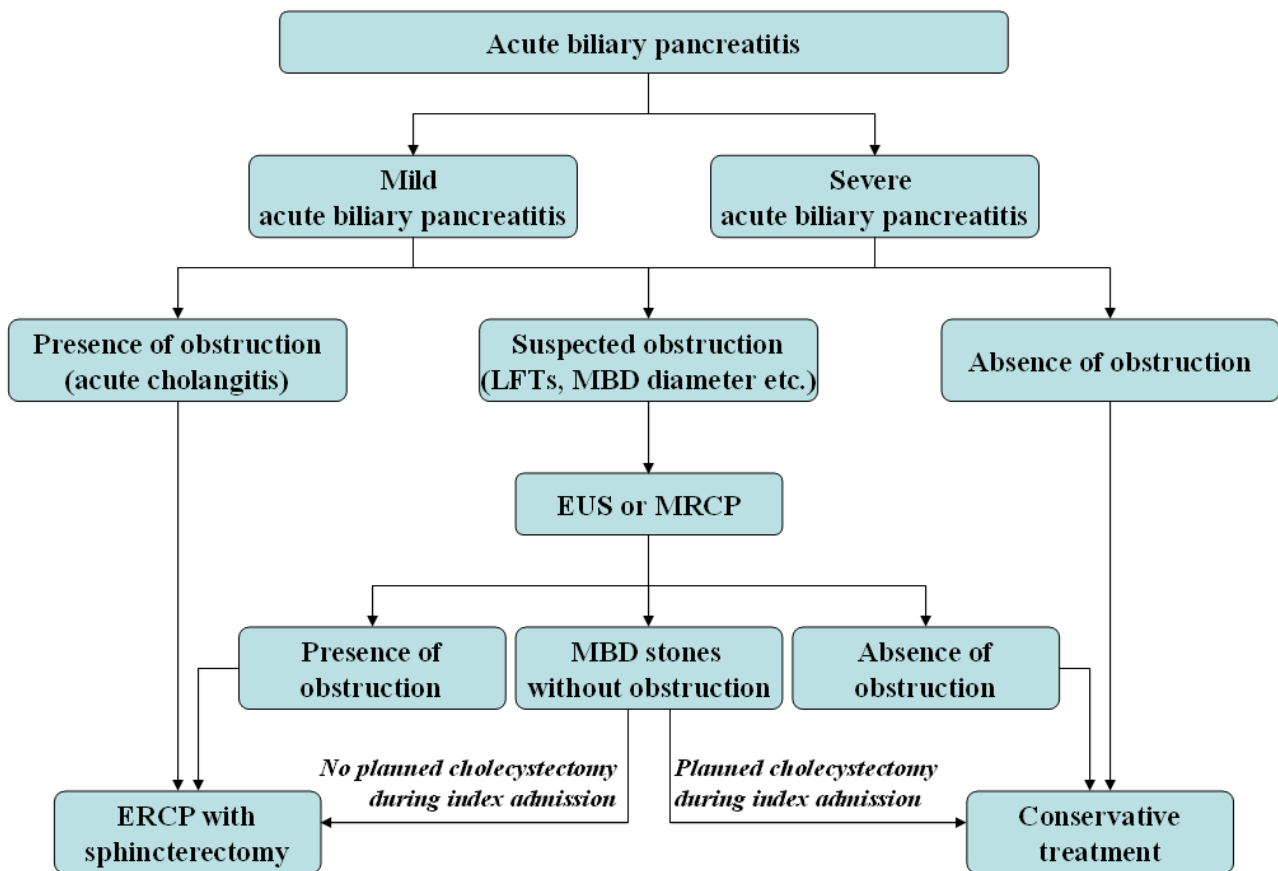 Acute biliary pancreatitis
Mild
acute biliary pancreatitis
Severe
acute biliary pancreatitis
Presence of obstruction
(acute cholangitis)
Suspected obstruction
(LFTs, MBD diameter etc.)
Absence of obstruction
EUS or MRCP
Presence of
obstruction
MBD stones
without obstruction
Absence of
obstruction
No planned cholecystectomy
during index admission
Planned cholecystectomy
during index admission
ERCP with
sphincterectomy
Conservative
treatment